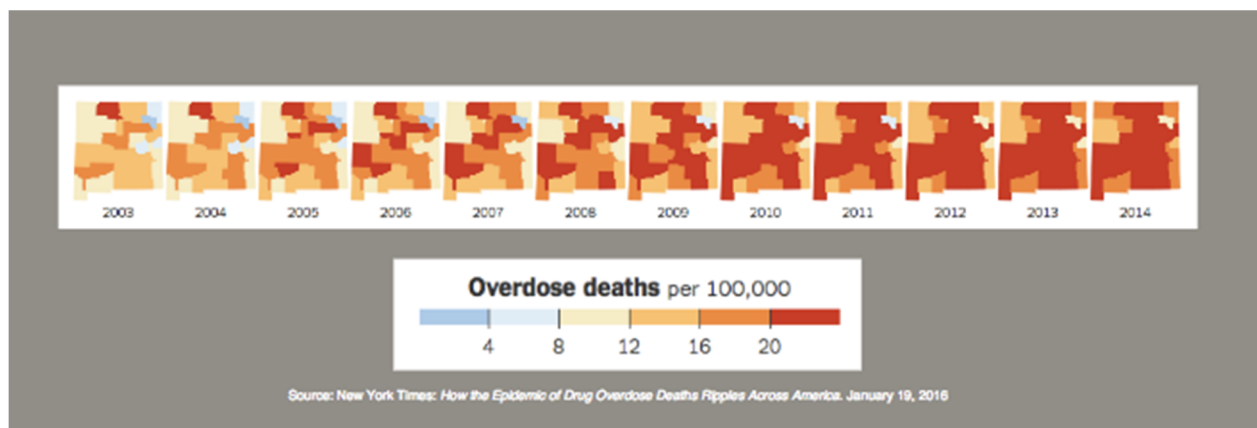 2003 2004 2005 2006 2007 2008 2009 2010 2011 2012 2013 2014
Overdose deaths per 100,000
4 8 12 16 20
Source: New York Times: How the Epidemic of Drug Overdose Deaths Ripples Across America. January 19, 2016